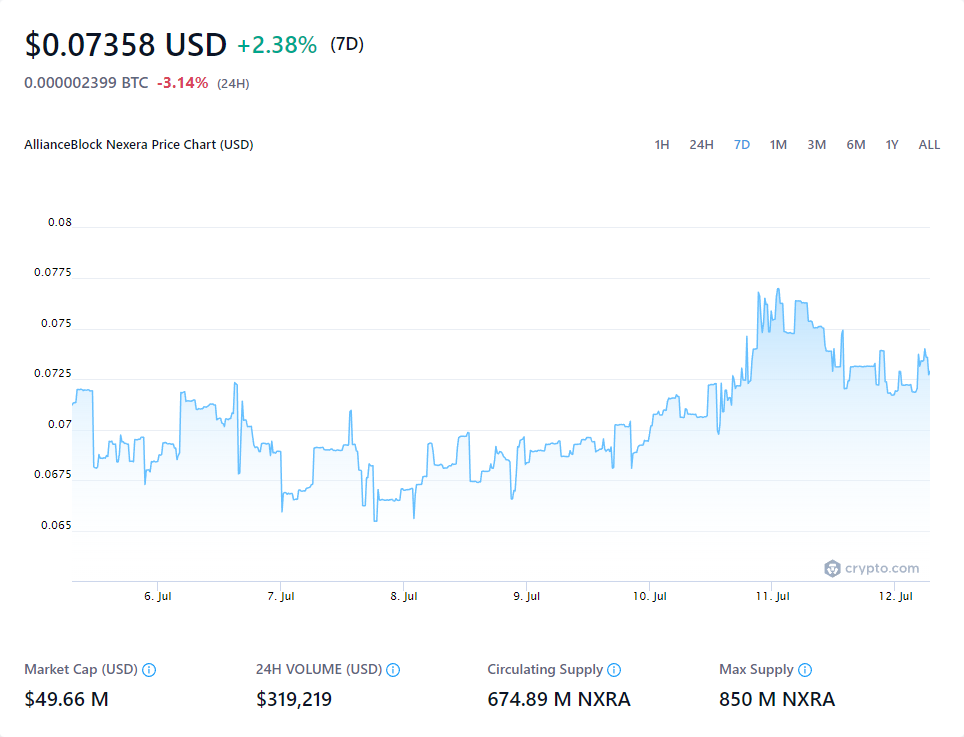 $0.07358 USD +2.38% (7D)
0.000002399 BTC -3.14% (24H)
AllianceBlock Nexera Price Chart (USD)
1H 24H 7D 1M 3M 6M 1Y ALL
0.08
0.0775
0.075
0.0725
0.07
0.0675
0.065
crypto.com
6. Jul 7. Jul 8. Jul 9. Jul 10. Jul 11. Jul 12. Jul
Market Cap (USD) 24H VOLUME (USD) Circulating Supply Max Supply
$49.66 M $319,219 674.89 M NXRA 850 M NXRA